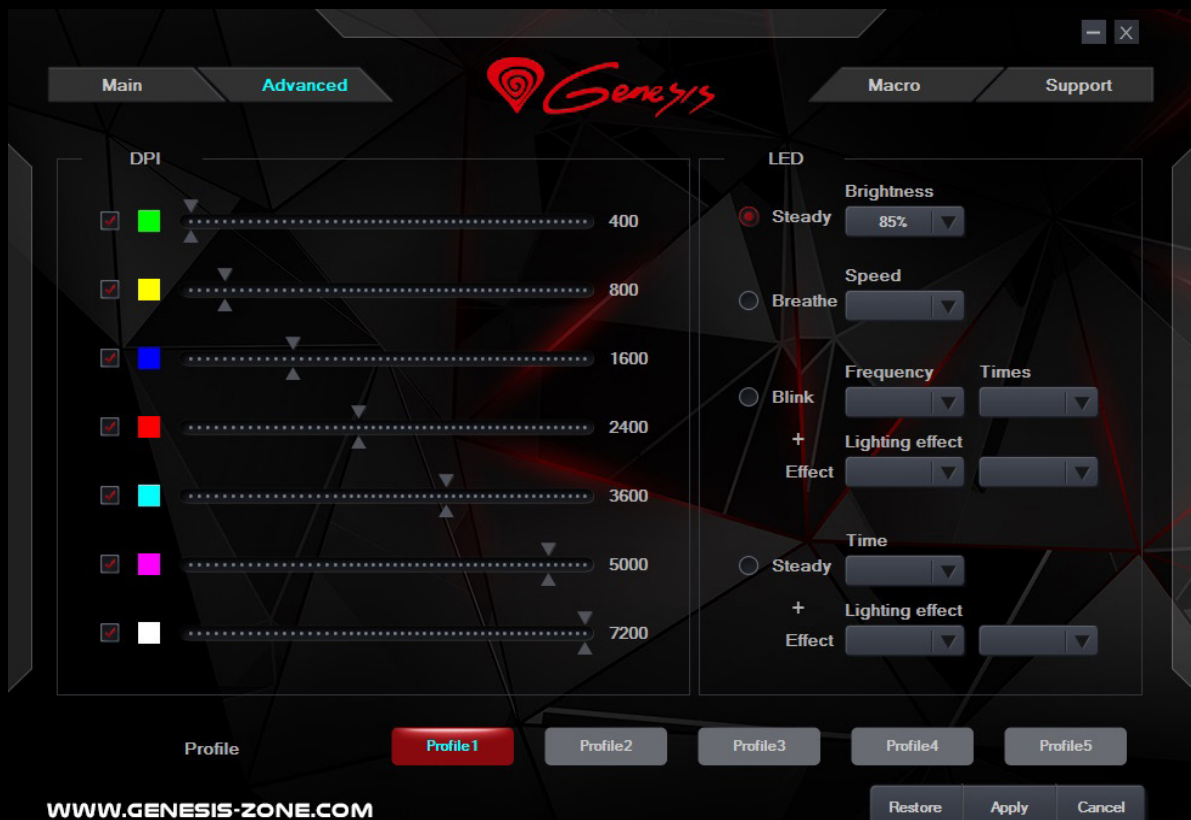 Main
Advanced
Genesis
Macro
Support
DPI
400
800
1600
2400
3600
5000
7200
LED
Brightness
Steady
85%
Speed
Breathe
Frequency Times
Blink
+
Lighting effect
Effect
Time
Steady
+
Lighting effect
Effect
Profile
Profile1
Profile2
Profile3
Profile4
Profile5
WWW.GENESIS-ZONE.COM
Restore
Apply
Cancel